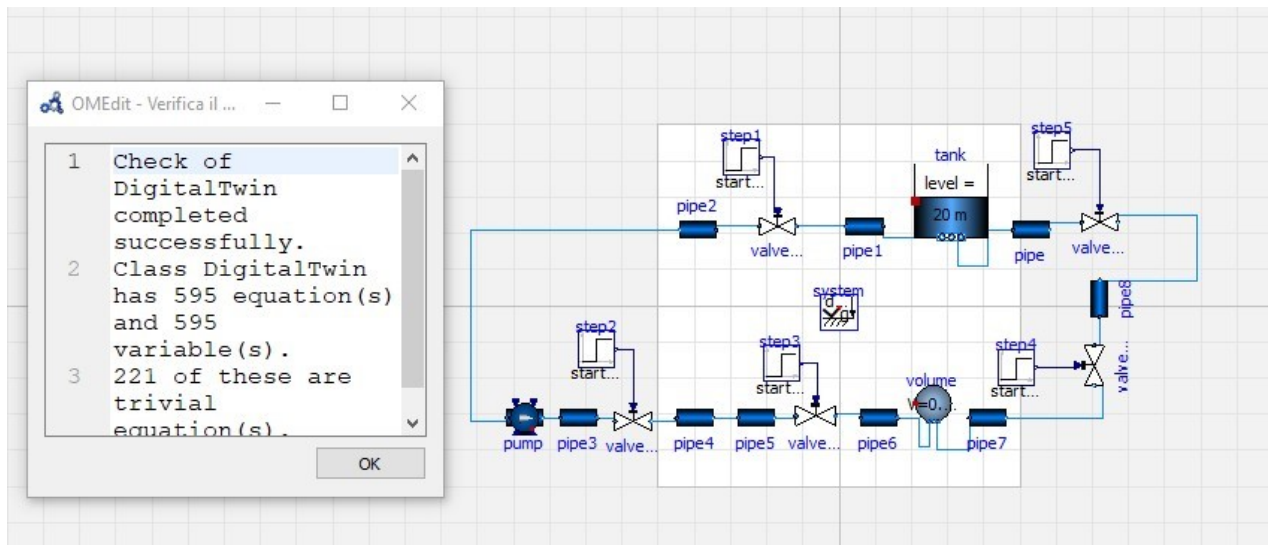 OMEdit - Verifica il ...
1 Check of
DigitalTwin
completed
successfully.
2 Class DigitalTwin
has 595 equation(s)
and 595
variable(s).
3 221 of these are
trivial
equation(s).
OK
step1
start...
pipe2
valve...
pipe1
tank
level =
20 m
pipe
step5
start...
valve...
system
g
pipe8
step2
start...
step3
start...
step4
start...
valve...
volume
V=0...
pump
pipe3
valve...
pipe4
pipe5
valve...
pipe6
pipe7